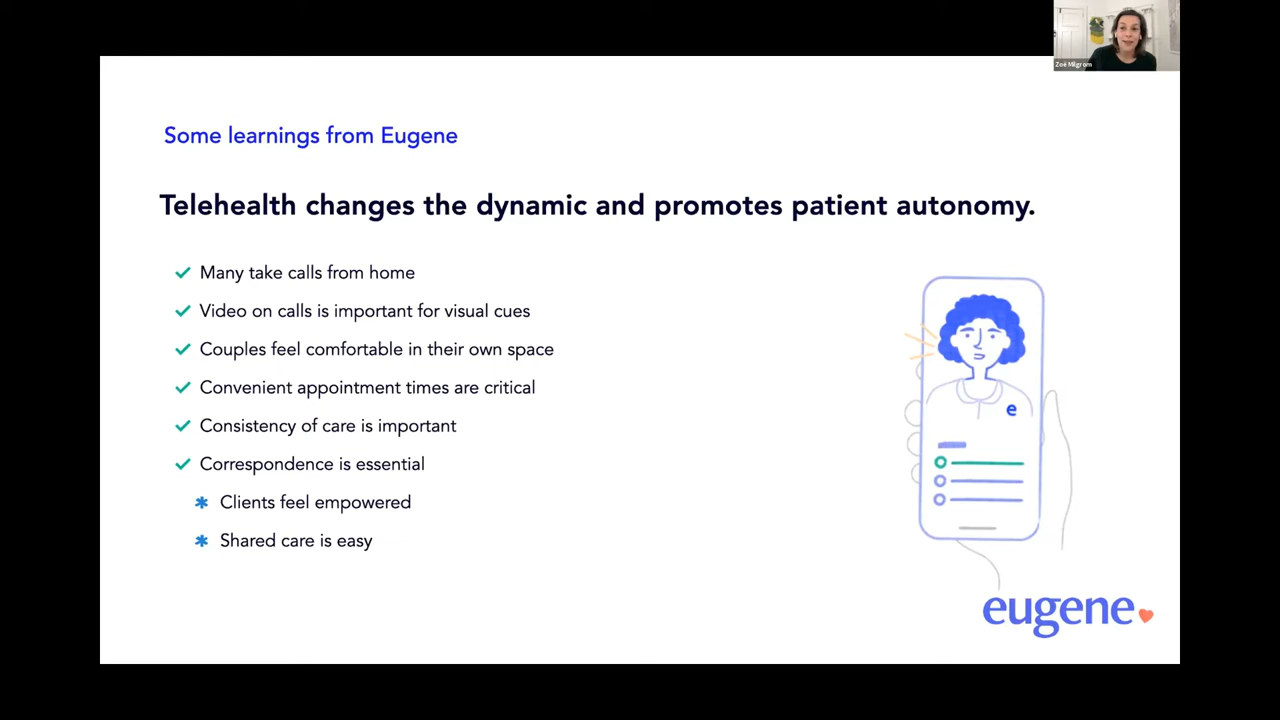 Zoë Milgrom
Some learnings from Eugene
Telehealth changes the dynamic and promotes patient autonomy.
Many take calls from home
Video on calls is important for visual cues
Couples feel comfortable in their own space
Convenient appointment times are critical
Consistency of care is important
Correspondence is essential
Clients feel empowered
Shared care is easy
e
eugene